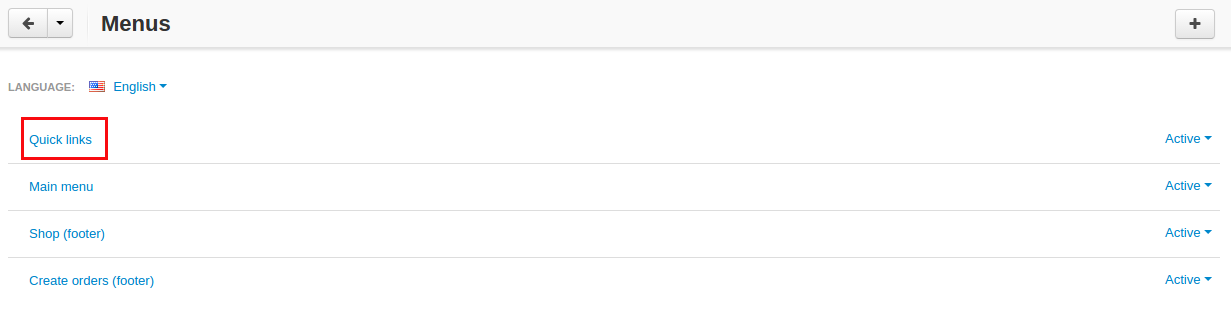 Menus
LANGUAGE: English
Quick links Active
Main menu Active
Shop (footer) Active
Create orders (footer) Active